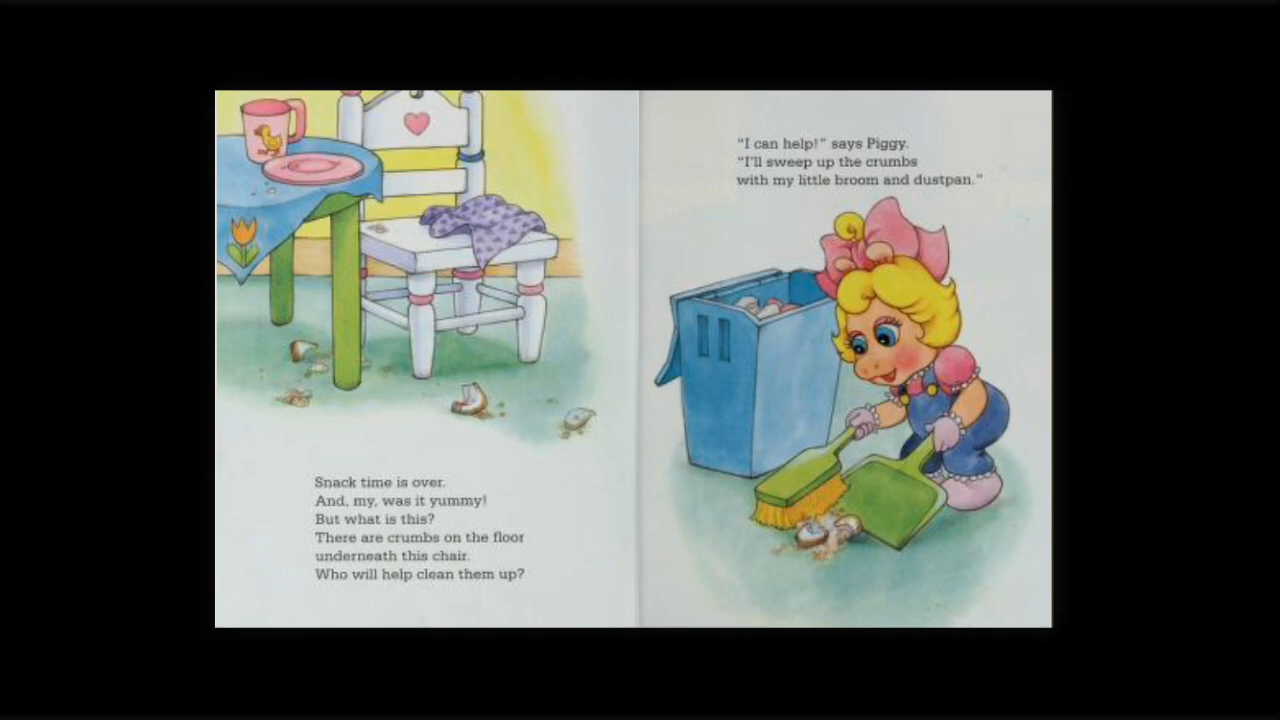 Snack time is over.
And, my, was it yummy!
But what is this?
There are crumbs on the floor
underneath this chair.
Who will help clean them up?
“I can help!” says Piggy.
“I’ll sweep up the crumbs
with my little broom and dustpan.”